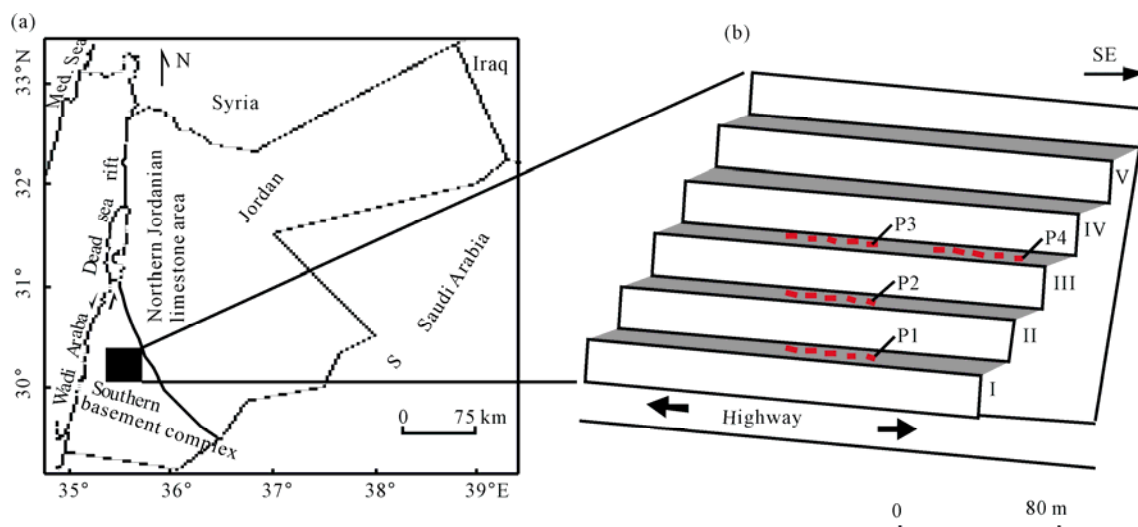 (a)
(b)
N
Med. Sea
33°N
32°
31°
30°
Syria
Iraq
Dead sea rift
Northern Jordanian
limestone area
Jordan
Saudi Arabia
S
Wadi Araba
Southern
basement complex
0 75 km
35° 36° 37° 38° 39°E
SE
V
IV
P3 P4
III
P2
II
P1
I
Highway
0 80 m